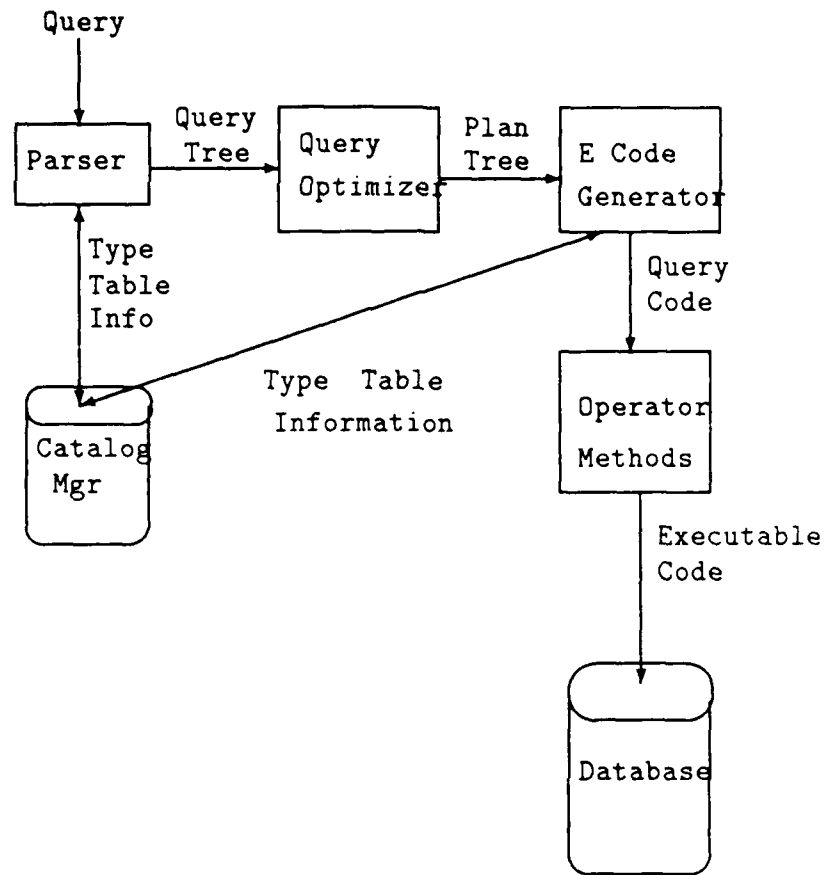 Query
Parser
Query
Tree
Query
Optimizer
Plan
Tree
E Code
Generator
Type
Table
Info
Query
Code
Type Table
Information
Catalog
Mgr
Operator
Methods
Executable
Code
Database